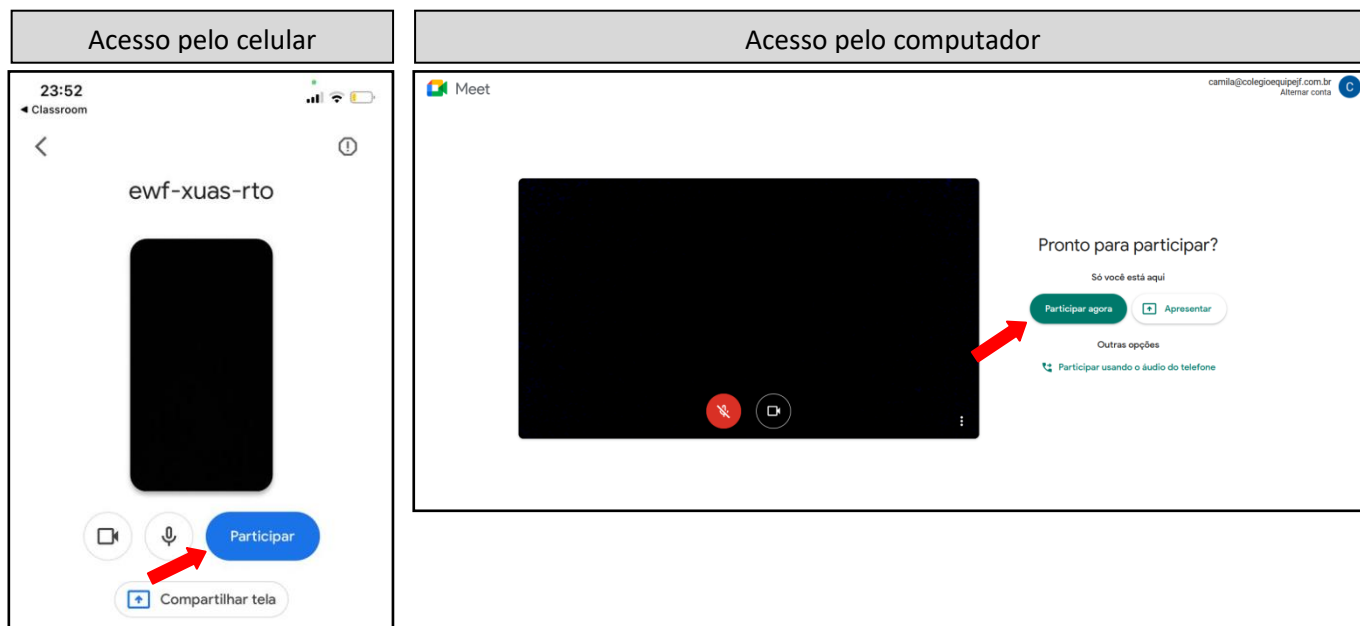 Acesso pelo celular
23:52
◄ Classroom
ewf-xuas-rto
Participar
Compartilhar tela
Acesso pelo computador
Meet
camila@colegioequipejf.com.br
Alternar conta
C
Pronto para participar?
Só você está aqui
Participar agora
Apresentar
Outras opções
Participar usando o áudio do telefone